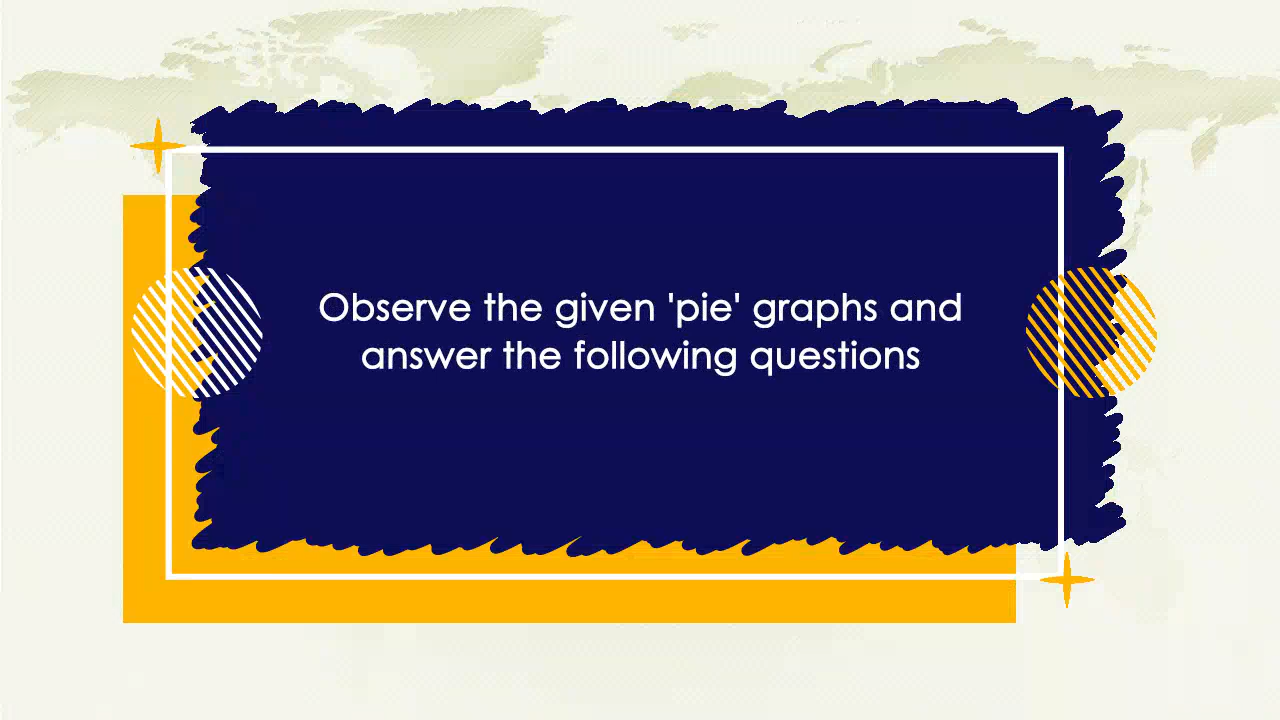 Observe the given 'pie' graphs and
answer the following questions